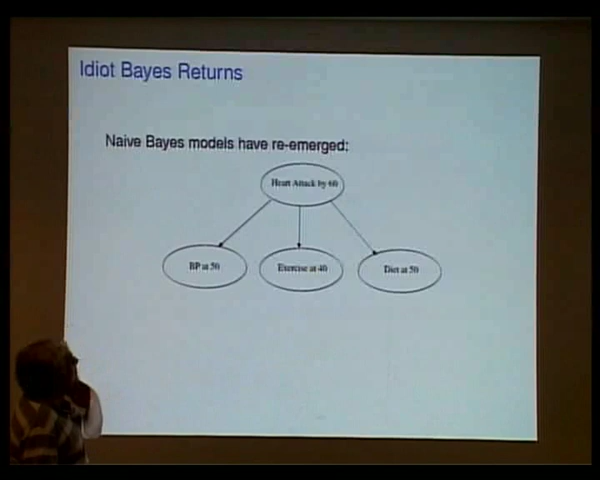 Idiot Bayes Returns
Naive Bayes models have re-emerged:
Heart Attack by 60
BP at 50
Exercise at 40
Diet at 50